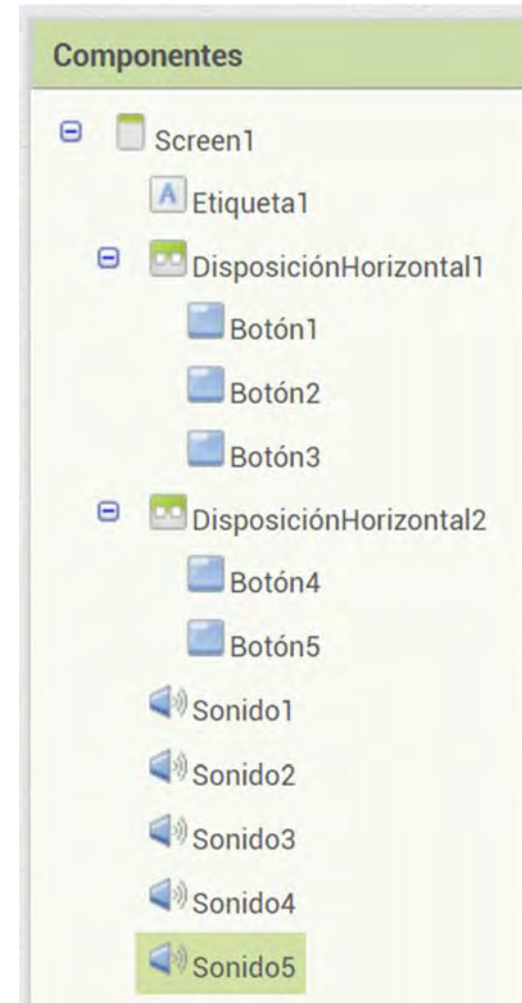 Componentes
Screen1
A Etiqueta1
DisposiciónHorizontal1
Botón1
Botón2
Botón3
DisposiciónHorizontal2
Botón4
Botón5
Sonido1
Sonido2
Sonido3
Sonido4
Sonido5